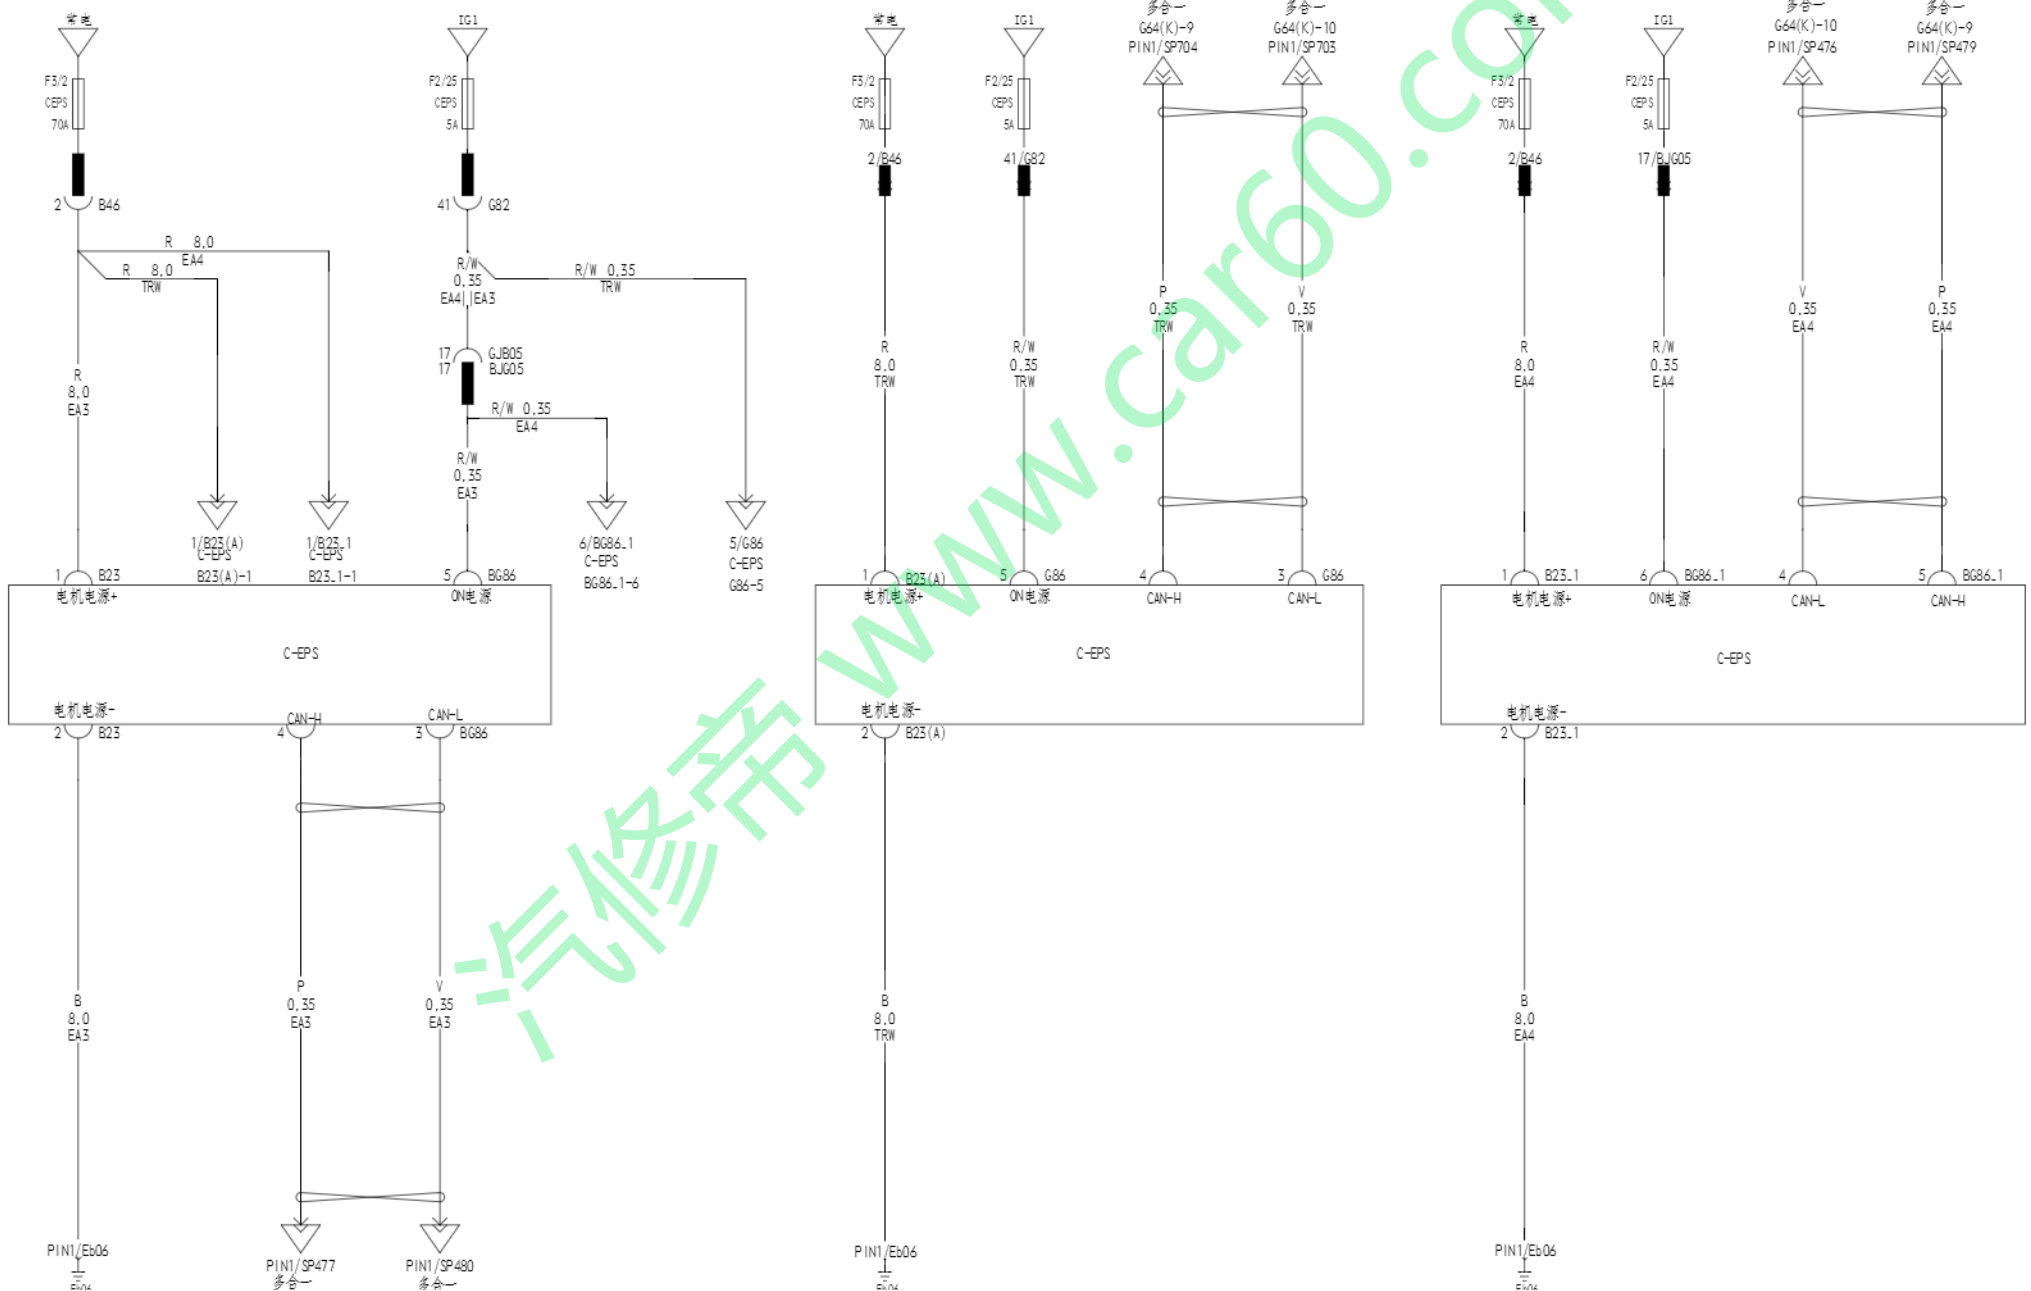 常电
F3/2
CEPS
70A
2 B46
R 8.0
EA4
R 8.0
TRW
R
8.0
EA3
1/B23(A)
C-EPS
B23(A)-1
1/B23_1
C-EPS
B23_1-1
IG1
F2/25
CEPS
5A
41 G82
R/W
0.35
EA4||EA3
R/W 0.35
TRW
17 GJB05
17 BJG05
R/W 0.35
EA4
R/W
0.35
EA3
6/BG86_1
C-EPS
BG86_1-6
5/G86
C-EPS
G86-5
1 B23
电机电源+
5 BG86
ON电源
C-EPS
电机电源-
2 B23
CAN-H
4
CAN-L
3 BG86
B
8.0
EA3
P
0.35
EA3
V
0.35
EA3
PIN1/Eb06
Eb06
PIN1/SP477
多合一
PIN1/SP480
多合一
常电
F3/2
CEPS
70A
2/B46
R
8.0
TRW
IG1
F2/25
CEPS
5A
41/G82
R/W
0.35
TRW
多合一
G64(K)-9
PIN1/SP704
P
0.35
TRW
多合一
G64(K)-10
PIN1/SP703
V
0.35
TRW
1 B23(A)
电机电源+
5 G86
ON电源
4
CAN-H
3 G86
CAN-L
C-EPS
电机电源-
2 B23(A)
B
8.0
TRW
PIN1/Eb06
Eb06
常电
F3/2
CEPS
70A
2/B46
R
8.0
EA4
IG1
F2/25
CEPS
5A
17/BJG05
R/W
0.35
EA4
多合一
G64(K)-10
PIN1/SP476
V
0.35
EA4
多合一
G64(K)-9
PIN1/SP479
P
0.35
EA4
1 B23_1
电机电源+
6 BG86_1
ON电源
4
CAN-L
5 BG86_1
CAN-H
C-EPS
电机电源-
2 B23_1
B
8.0
EA4
PIN1/Eb06
Eb06
汽修帝 www.car60.com